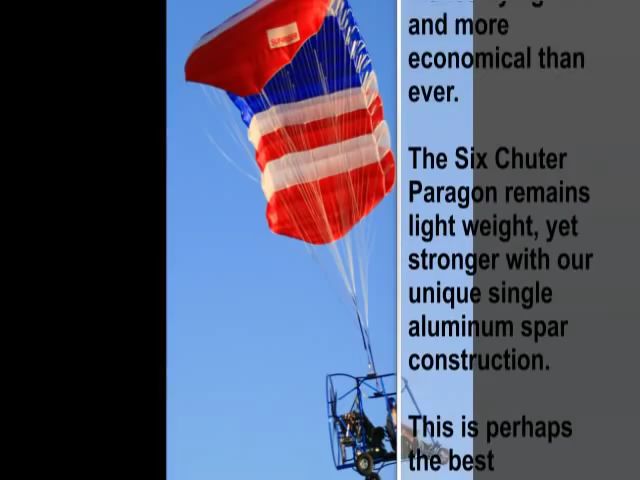 and more
economical than
ever.
The Six Chuter
Paragon remains
light weight, yet
stronger with our
unique single
aluminum spar
construction.
This is perhaps
the best